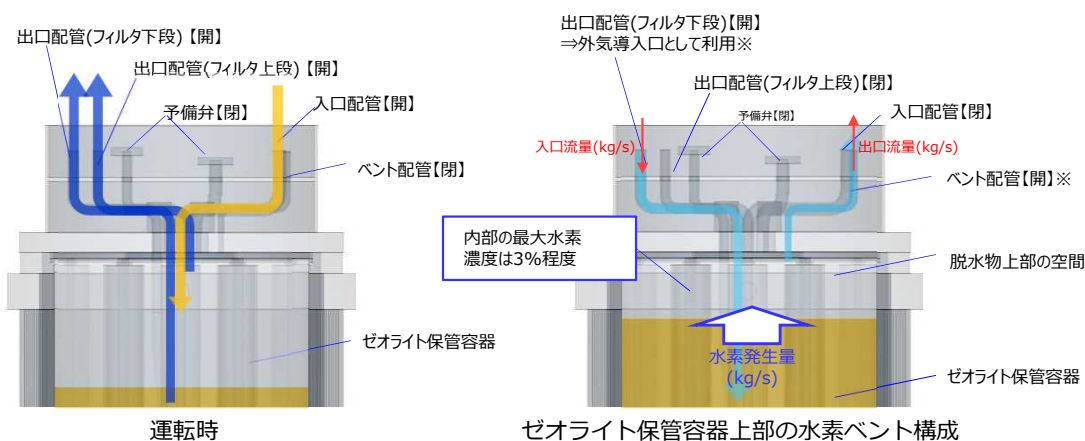 出口配管(フィルタ下段)【開】
出口配管(フィルタ上段)【開】
予備弁【閉】
入口配管【開】
ベント配管【閉】
ゼオライト保管容器
運転時
出口配管(フィルタ下段)【開】
⇒外気導入口として利用※
出口配管(フィルタ上段)【閉】
予備弁【閉】
入口配管【閉】
入口流量(kg/s)
出口流量(kg/s)
ベント配管【開】※
内部の最大水素
濃度は3%程度
脱水物上部の空間
水素発生量
(kg/s)
ゼオライト保管容器
ゼオライト保管容器上部の水素ベント構成